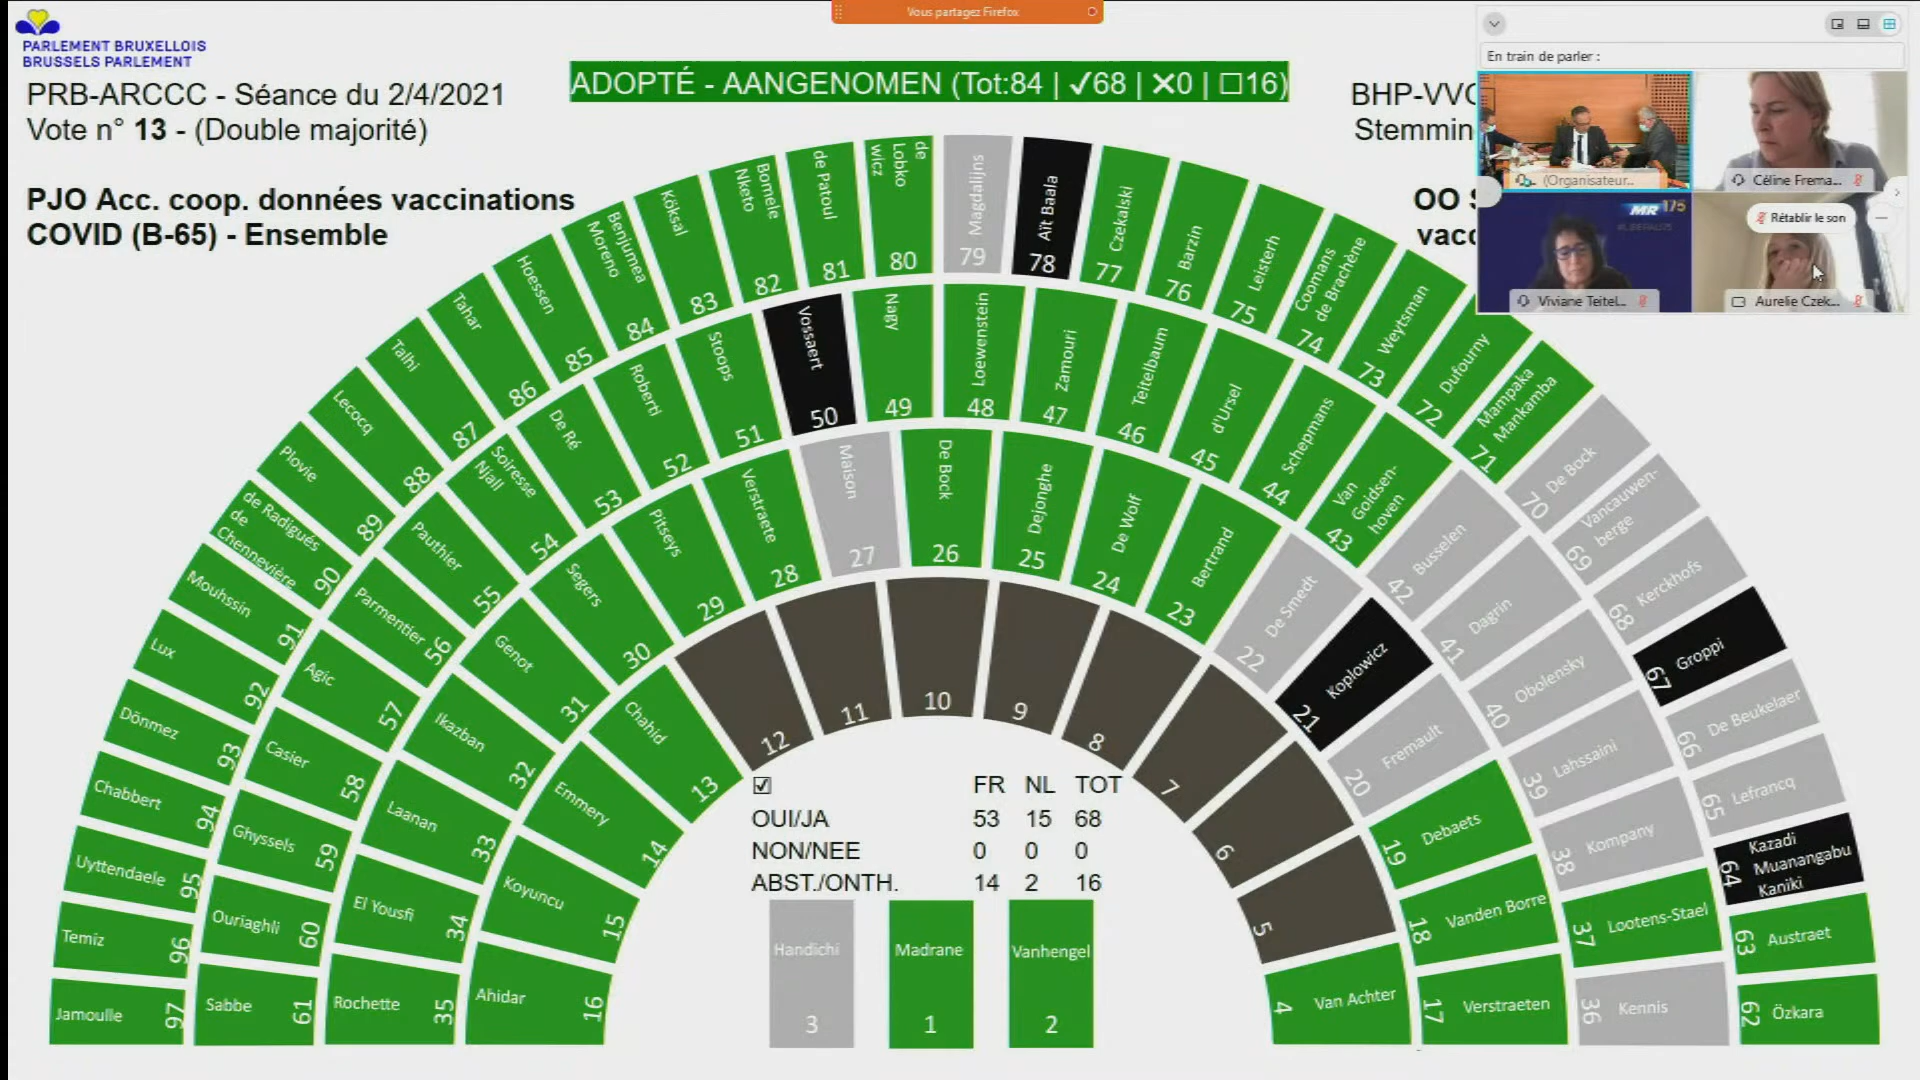 Vous partagez Firefox
PARLEMENT BRUXELLOIS
BRUSSELS PARLEMENT
PRB-ARCCC - Séance du 2/4/2021
Vote n° 13 - (Double majorité)
PJO Acc. coop. données vaccinations
COVID (B-65) - Ensemble
ADOPTÉ - AANGENOMEN (Tot:84 | ✓68 | ✕0 | ☐16)
BHP-VVC
Stemmin
OO
vacc
En train de parler :
(Organisateur...
Céline Frema...
MR 175
Rétablir le son
Viviane Teitel...
Aurelie Czek...
Jamoulle 97
Temiz 96
Uyttendaele 95
Chabbert 94
Dönmez 93
Lux 92
Mouhssin 91
de Radigués
de
Chennevière 90
Plovie 89
Lecocq 88
Talhi 87
Tahar 86
Hoessen 85
Benjumea
Moreno 84
Köksal 83
Bomele
Nketo 82
de Patoul 81
de
Lobko
wicz 80
Magdalijns 79
Aït Baala 78
Czekalski 77
Barzin 76
Leisterh 75
Coomans
de Brachène 74
Weytsman 73
Dufourny 72
Mampaka
Mankamba 71
De Bock 70
Vancauwen-
berge 69
Kerckhofs 68
Groppi 67
De Beukelaer 66
Lefrancq 65
Kazadi
Muanangabu
Kaniki 64
Austraet 63
Özkara 62
Sabbe 61
Ouriaghli 60
Ghyssels 59
Casier 58
Agic 57
Parmentier 56
Pauthier 55
Soiresse
Njall 54
De Ré 53
Roberti 52
Stoops 51
Vossaert 50
Nagy 49
Loewenstein 48
Zamouri 47
Teitelbaum 46
d'Ursel 45
Schepmans 44
Van
Goidsen-
hoven 43
Busselen 42
Dagrin 41
Obolensky 40
Lahssaini 39
Kompany 38
Lootens-Stael 37
Kennis 36
Rochette 35
El Yousfi 34
Laanan 33
Ikazban 32
Genot 31
Segers 30
Pitseys 29
Verstraete 28
Maison 27
De Bock 26
Dejonghe 25
De Wolf 24
Bertrand 23
De Smedt 22
Koplowicz 21
Fremault 20
Debaets 19
Vanden Borre 18
Verstraeten 17
Ahidar 16
Koyuncu 15
Emmery 14
Chahid 13
12
11
10
9
8
7
6
5
Van Achter 4
☑ FR NL TOT
OUI/JA 53 15 68
NON/NEE 0 0 0
ABST./ONTH. 14 2 16
Handichi 3
Madrane 1
Vanhengel 2